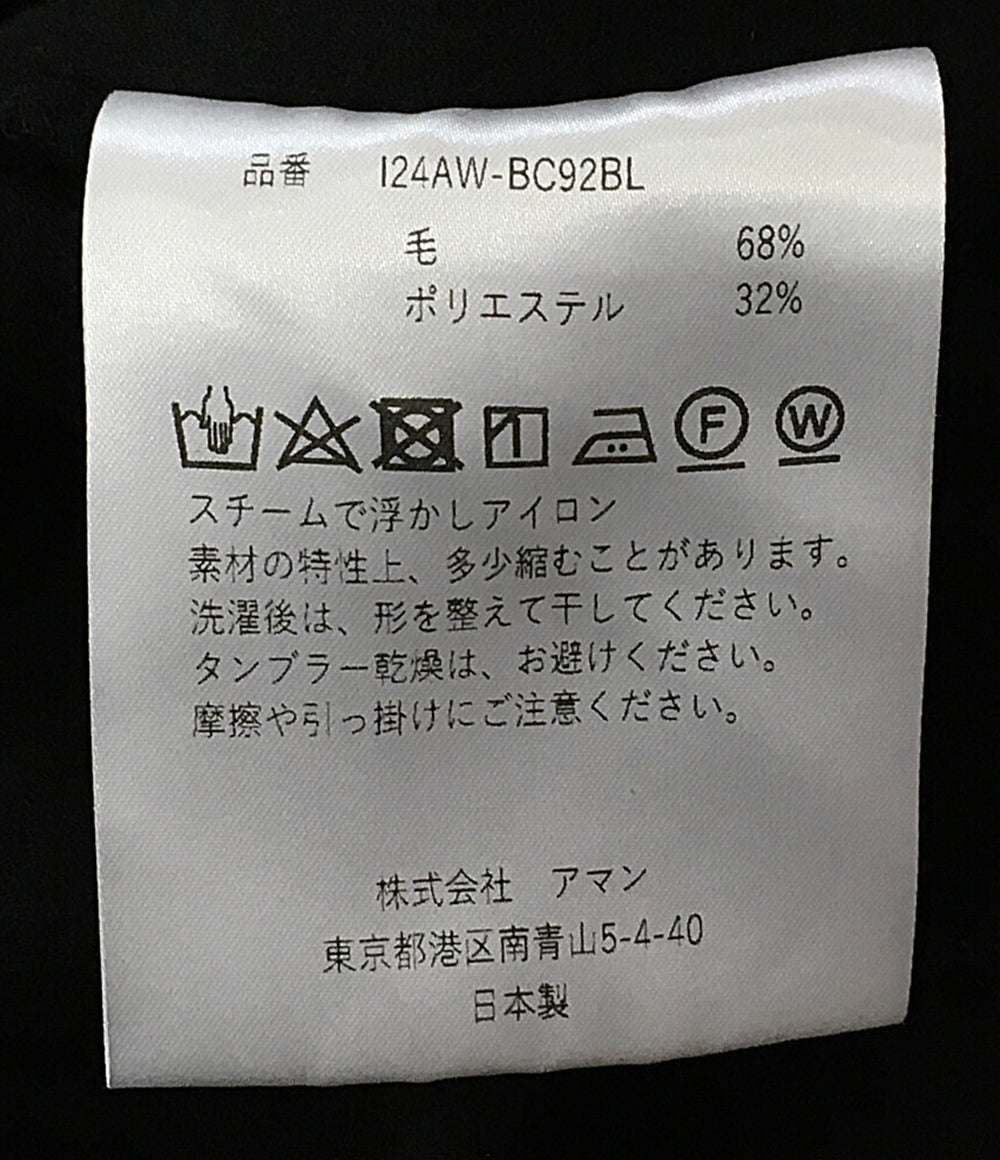 品番 I24AW-BC92BL
毛 68%
ポリエステル 32%
F W
スチームで浮かしアイロン
素材の特性上、多少縮むことがあります。
洗濯後は、形を整えて干してください。
タンブラー乾燥は、お避けください。
摩擦や引っ掛けにご注意ください。
株式会社 アマン
東京都港区南青山5-4-40
日本製